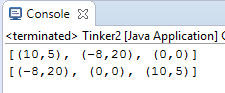 Console
<terminated> Tinker2 [Java Application] C
[(10,5), (-8,20), (0,0)]
[(-8,20), (0,0), (10,5)]